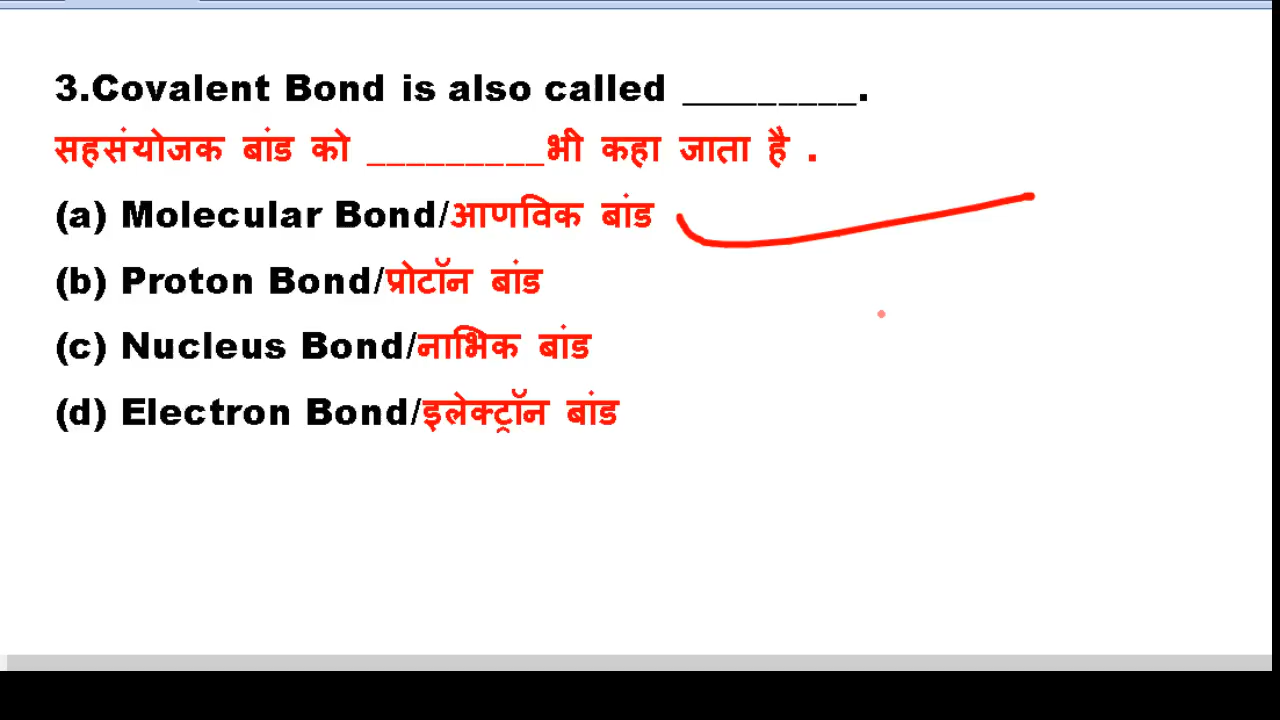 3.Covalent Bond is also called _________.
सहसंयोजक बांड को _________भी कहा जाता है .
(a) Molecular Bond/आणविक बांड
(b) Proton Bond/प्रोटॉन बांड
(c) Nucleus Bond/नाभिक बांड
(d) Electron Bond/इलेक्ट्रॉन बांड